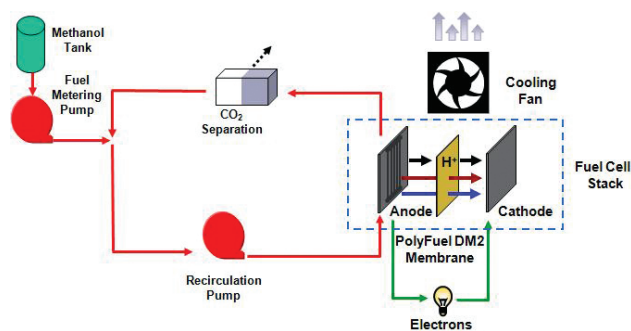 Methanol
Tank
Fuel
Metering
Pump
CO₂
Separation
Cooling
Fan
H⁺
Fuel Cell
Stack
Anode
Cathode
PolyFuel DM2
Membrane
Recirculation
Pump
Electrons